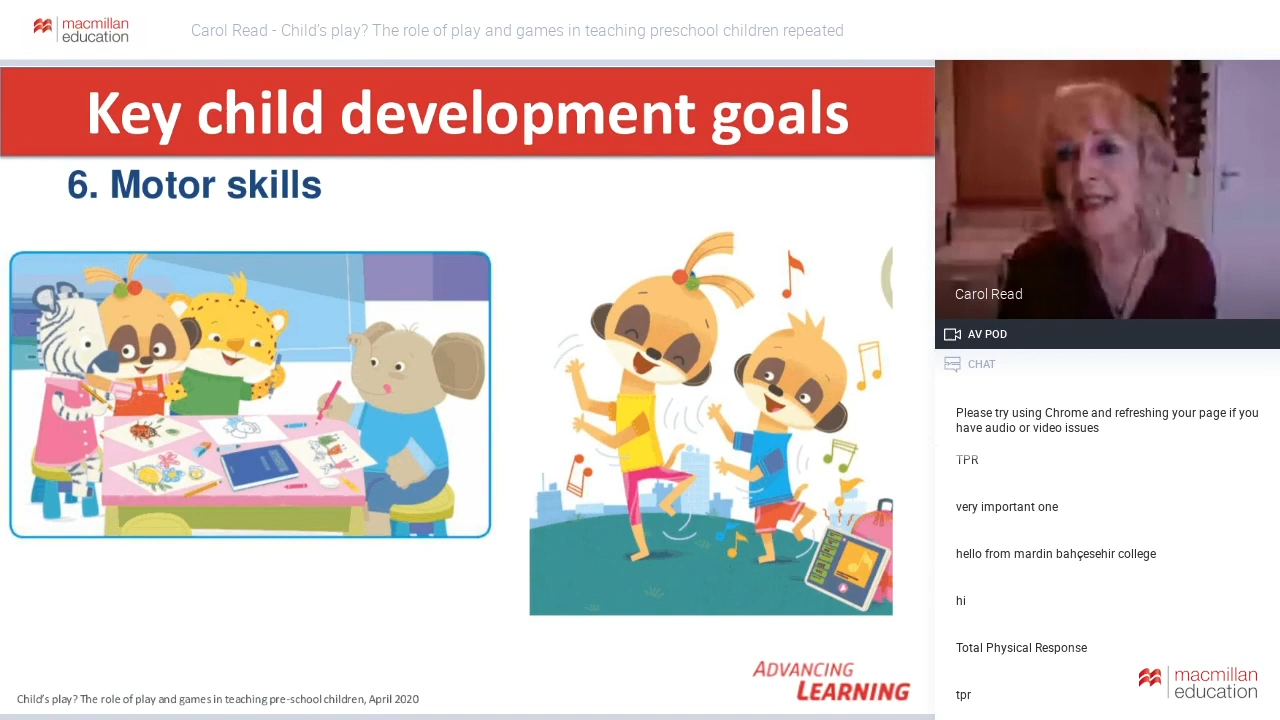 macmillan
education
Carol Read - Child's play? The role of play and games in teaching preschool children repeated
Key child development goals
6. Motor skills
ADVANCING
LEARNING
Child's play? The role of play and games in teaching pre-school children, April 2020
Carol Read
AV POD
CHAT
Please try using Chrome and refreshing your page if you
have audio or video issues
TPR
very important one
hello from mardin bahçesehir college
hi
Total Physical Response
tpr
macmillan
education